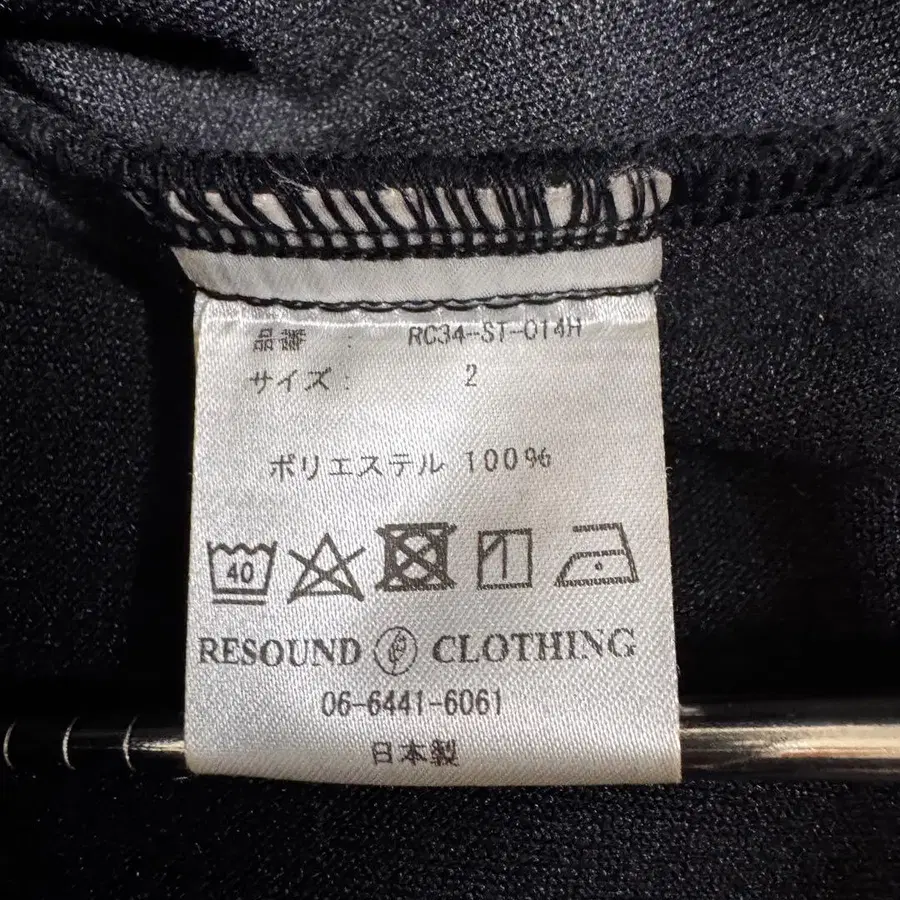 品番 : RC34-ST-014H
サイズ : 2
ポリエステル 100%
40
RESOUND CLOTHING
06-6441-6061
日本製